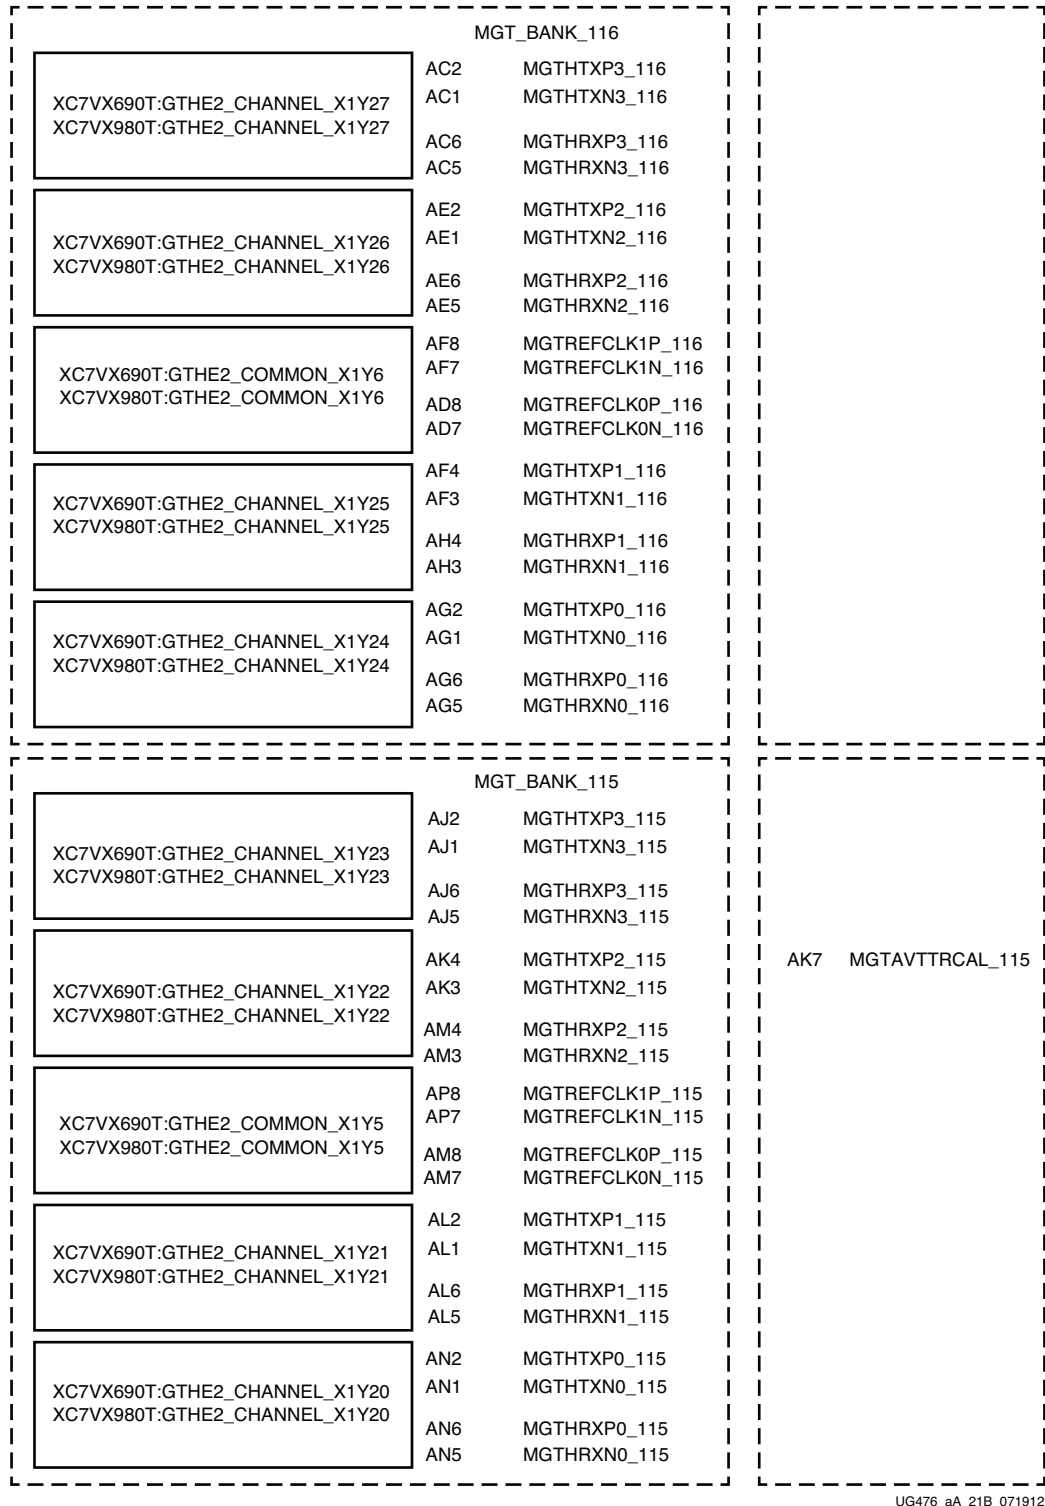 MGT_BANK_116
XC7VX690T:GTHE2_CHANNEL_X1Y27
XC7VX980T:GTHE2_CHANNEL_X1Y27
AC2 MGTHTXP3_116
AC1 MGTHTXN3_116
AC6 MGTHRXP3_116
AC5 MGTHRXN3_116
XC7VX690T:GTHE2_CHANNEL_X1Y26
XC7VX980T:GTHE2_CHANNEL_X1Y26
AE2 MGTHTXP2_116
AE1 MGTHTXN2_116
AE6 MGTHRXP2_116
AE5 MGTHRXN2_116
XC7VX690T:GTHE2_COMMON_X1Y6
XC7VX980T:GTHE2_COMMON_X1Y6
AF8 MGTREFCLK1P_116
AF7 MGTREFCLK1N_116
AD8 MGTREFCLK0P_116
AD7 MGTREFCLK0N_116
XC7VX690T:GTHE2_CHANNEL_X1Y25
XC7VX980T:GTHE2_CHANNEL_X1Y25
AF4 MGTHTXP1_116
AF3 MGTHTXN1_116
AH4 MGTHRXP1_116
AH3 MGTHRXN1_116
XC7VX690T:GTHE2_CHANNEL_X1Y24
XC7VX980T:GTHE2_CHANNEL_X1Y24
AG2 MGTHTXP0_116
AG1 MGTHTXN0_116
AG6 MGTHRXP0_116
AG5 MGTHRXN0_116
MGT_BANK_115
XC7VX690T:GTHE2_CHANNEL_X1Y23
XC7VX980T:GTHE2_CHANNEL_X1Y23
AJ2 MGTHTXP3_115
AJ1 MGTHTXN3_115
AJ6 MGTHRXP3_115
AJ5 MGTHRXN3_115
XC7VX690T:GTHE2_CHANNEL_X1Y22
XC7VX980T:GTHE2_CHANNEL_X1Y22
AK4 MGTHTXP2_115
AK3 MGTHTXN2_115
AM4 MGTHRXP2_115
AM3 MGTHRXN2_115
XC7VX690T:GTHE2_COMMON_X1Y5
XC7VX980T:GTHE2_COMMON_X1Y5
AP8 MGTREFCLK1P_115
AP7 MGTREFCLK1N_115
AM8 MGTREFCLK0P_115
AM7 MGTREFCLK0N_115
XC7VX690T:GTHE2_CHANNEL_X1Y21
XC7VX980T:GTHE2_CHANNEL_X1Y21
AL2 MGTHTXP1_115
AL1 MGTHTXN1_115
AL6 MGTHRXP1_115
AL5 MGTHRXN1_115
XC7VX690T:GTHE2_CHANNEL_X1Y20
XC7VX980T:GTHE2_CHANNEL_X1Y20
AN2 MGTHTXP0_115
AN1 MGTHTXN0_115
AN6 MGTHRXP0_115
AN5 MGTHRXN0_115
AK7 MGTAVTTRCAL_115
UG476_aA_21B_071912